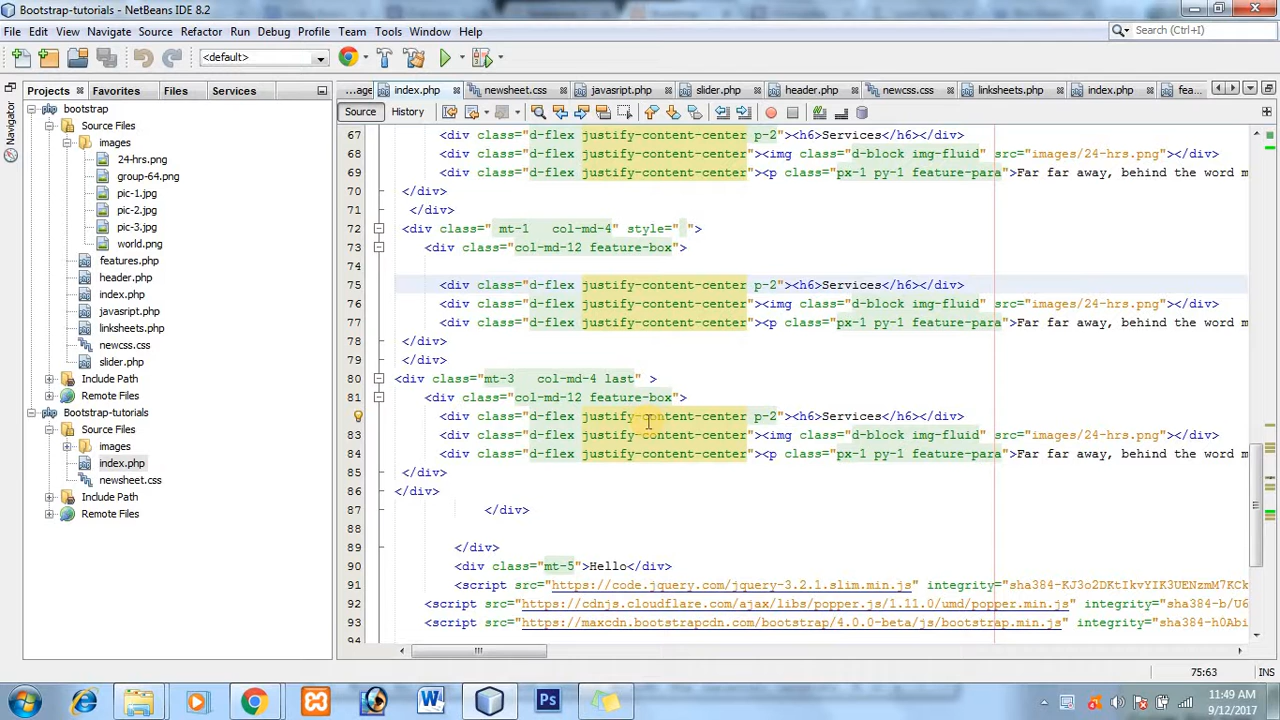 Bootstrap-tutorials - NetBeans IDE 8.2
File Edit View Navigate Source Refactor Run Debug Profile Team Tools Window Help
Search (Ctrl+I)
<default>
Projects Favorites Files Services
...age index.php newsheet.css javasript.php slider.php header.php newcss.css linksheets.php index.php fea...
Navigator
Source History
bootstrap
Source Files
images
24-hrs.png
group-64.png
pic-1.jpg
pic-2.jpg
pic-3.jpg
world.png
features.php
header.php
index.php
javasript.php
linksheets.php
newcss.css
slider.php
Include Path
Remote Files
Bootstrap-tutorials
Source Files
images
index.php
newsheet.css
Include Path
Remote Files
67 <div class="d-flex justify-content-center p-2"><h6>Services</h6></div>
68 <div class="d-flex justify-content-center"><img class="d-block img-fluid" src="images/24-hrs.png"></div>
69 <div class="d-flex justify-content-center"><p class="px-1 py-1 feature-para">Far far away, behind the word m
70 </div>
71 </div>
72 <div class=" mt-1 col-md-4" style=" ">
73 <div class="col-md-12 feature-box">
74
75 <div class="d-flex justify-content-center p-2"><h6>Services</h6></div>
76 <div class="d-flex justify-content-center"><img class="d-block img-fluid" src="images/24-hrs.png"></div>
77 <div class="d-flex justify-content-center"><p class="px-1 py-1 feature-para">Far far away, behind the word m
78 </div>
79 </div>
80 <div class="mt-3 col-md-4 last" >
81 <div class="col-md-12 feature-box">
<div class="d-flex justify-content-center p-2"><h6>Services</h6></div>
83 <div class="d-flex justify-content-center"><img class="d-block img-fluid" src="images/24-hrs.png"></div>
84 <div class="d-flex justify-content-center"><p class="px-1 py-1 feature-para">Far far away, behind the word m
85 </div>
86 </div>
87 </div>
88
89 </div>
90 <div class="mt-5">Hello</div>
91 <script src="https://code.jquery.com/jquery-3.2.1.slim.min.js" integrity="sha384-KJ3o2DKtIkvYIK3UENzmM7KCk
92 <script src="https://cdnjs.cloudflare.com/ajax/libs/popper.js/1.11.0/umd/popper.min.js" integrity="sha384-b/U6
93 <script src="https://maxcdn.bootstrapcdn.com/bootstrap/4.0.0-beta/js/bootstrap.min.js" integrity="sha384-h0Abi
94
75:63 INS
W Ps
11:49 AM
9/12/2017